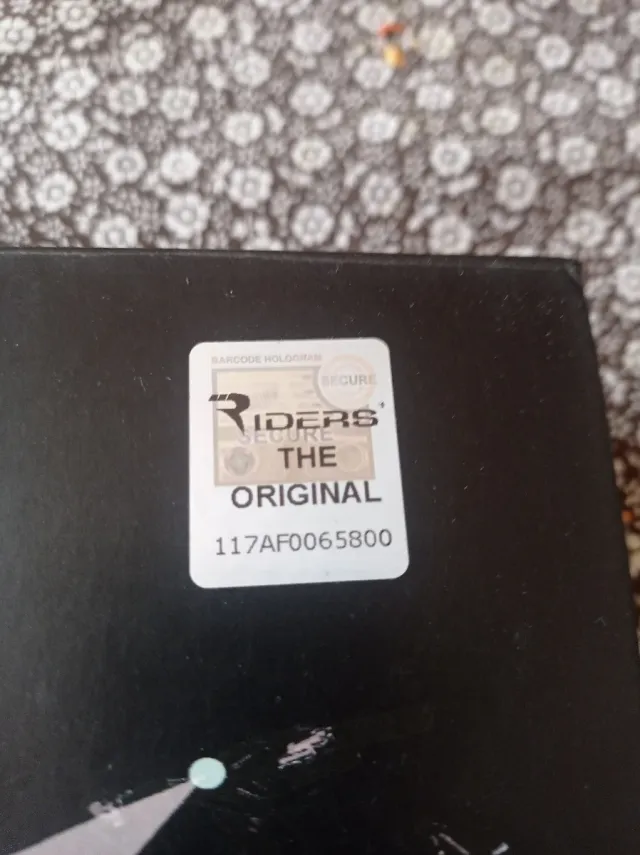 BARCODE HOLOGRAM
SECURE
RIDERS
SECURE
THE
ORIGINAL
117AF0065800